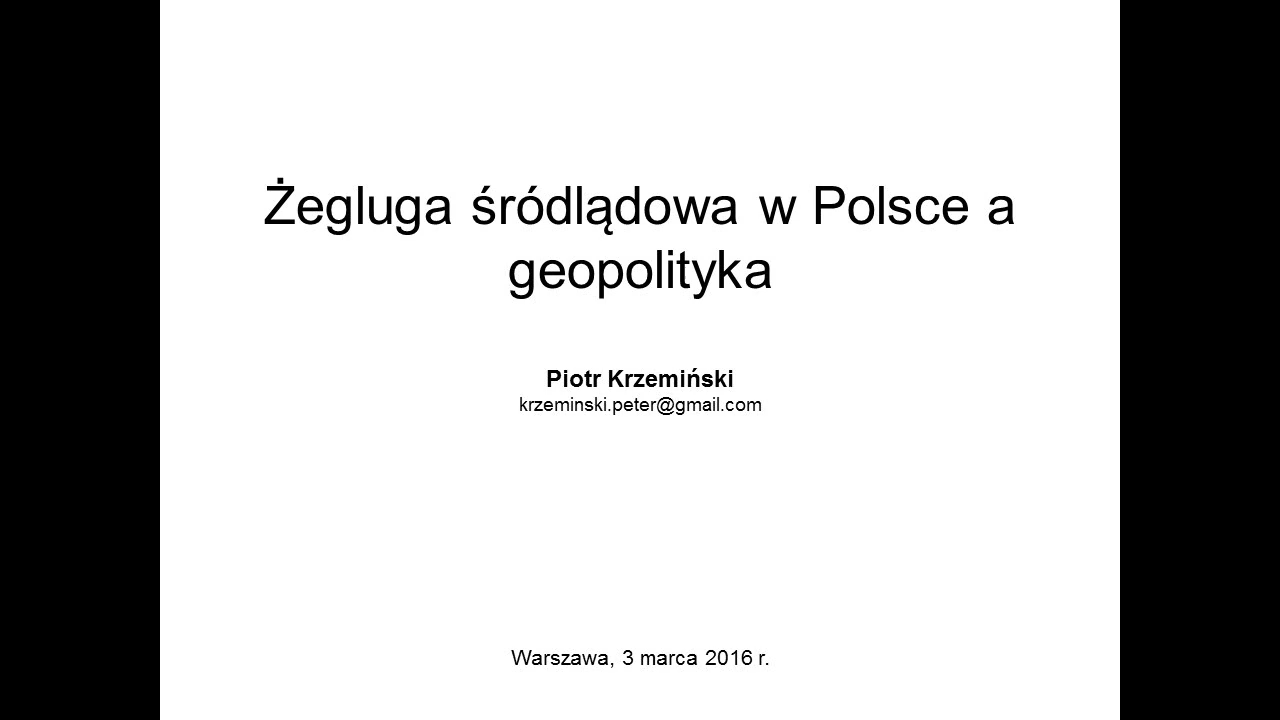 Żegluga śródlądowa w Polsce a
geopolityka
Piotr Krzemiński
krzeminski.peter@gmail.com
Warszawa, 3 marca 2016 r.